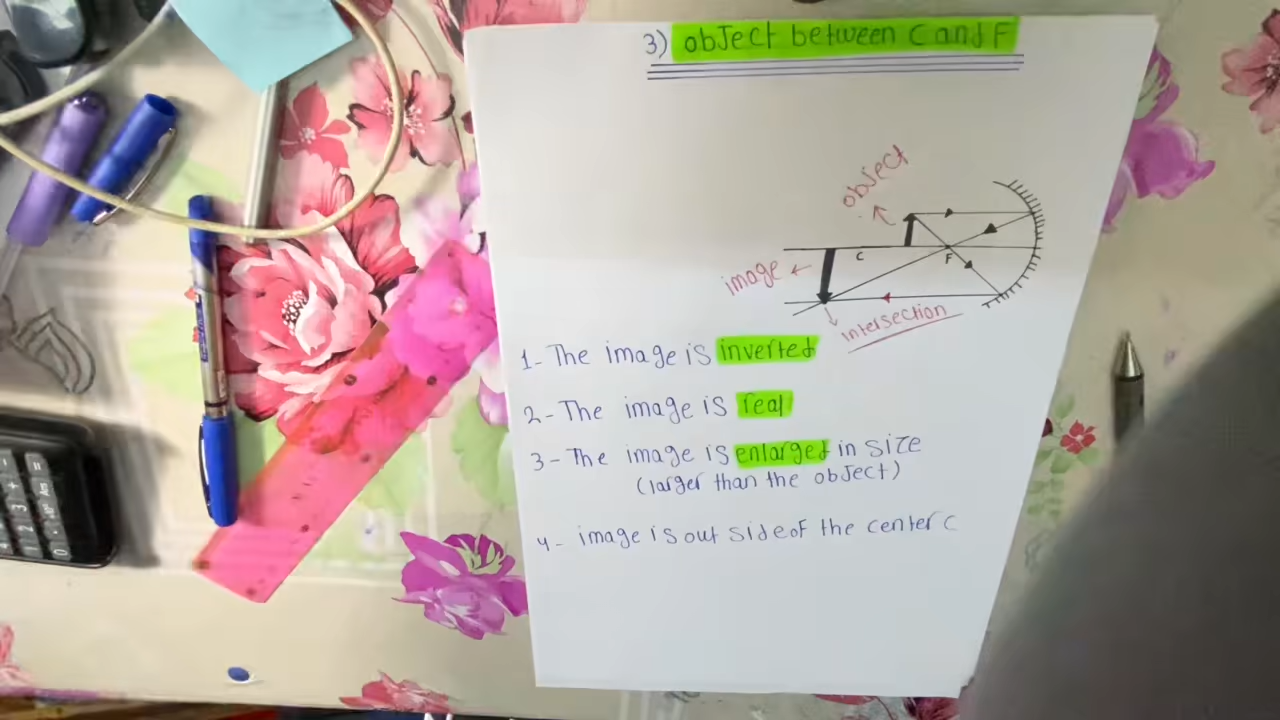 3) object between C and F
object
C
F
image
intersection
1- The image is inverted
2- The image is real
3- The image is enlarged in size
(larger than the object)
4- image is out side of the center C